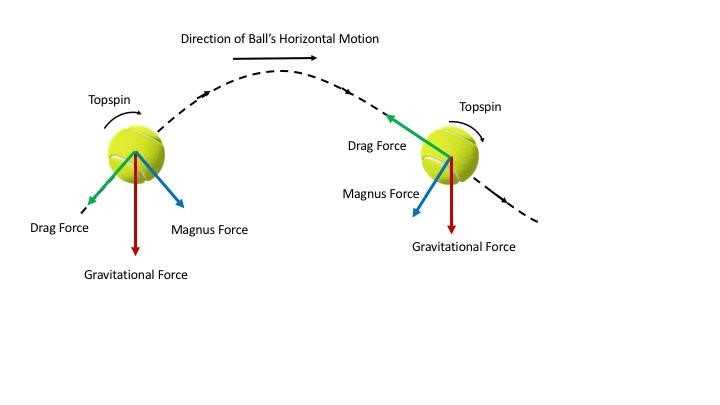 Direction of Ball's Horizontal Motion
Topspin
Topspin
Drag Force
Magnus Force
Drag Force
Magnus Force
Gravitational Force
Gravitational Force